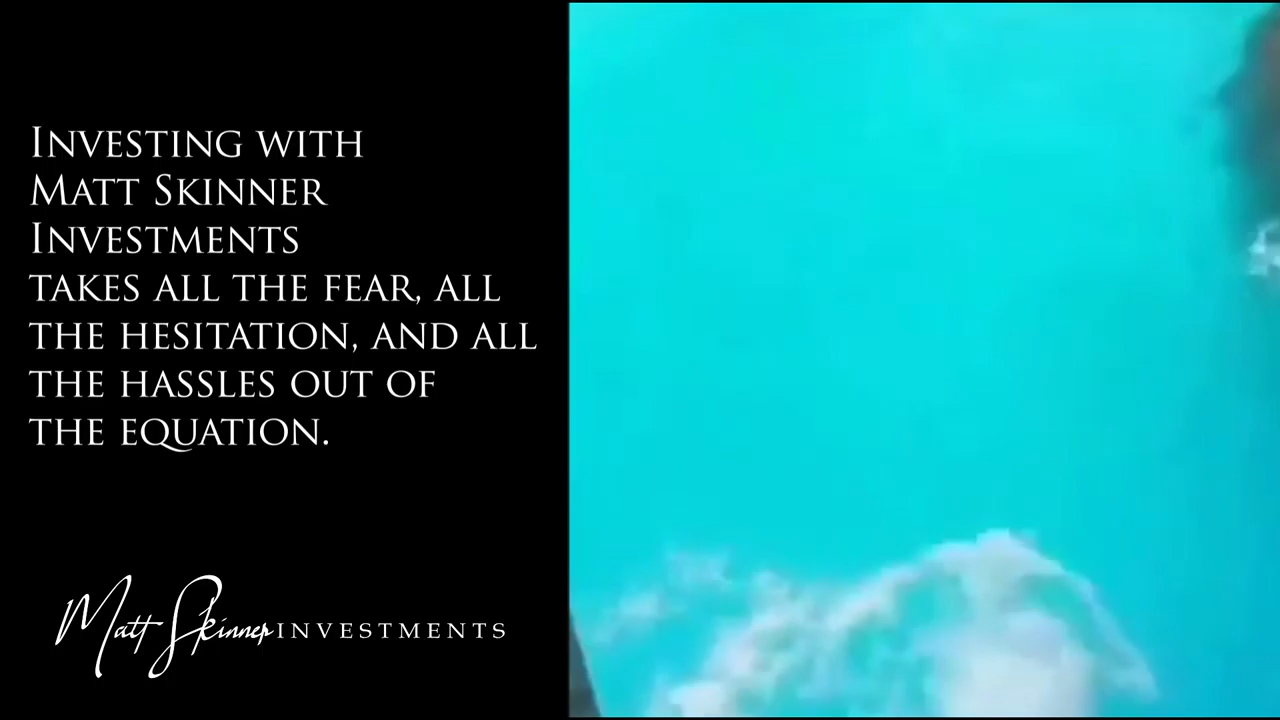 Investing with
Matt Skinner
Investments
takes all the fear, all
the hesitation, and all
the hassles out of
the equation.
Matt Skinner INVESTMENTS